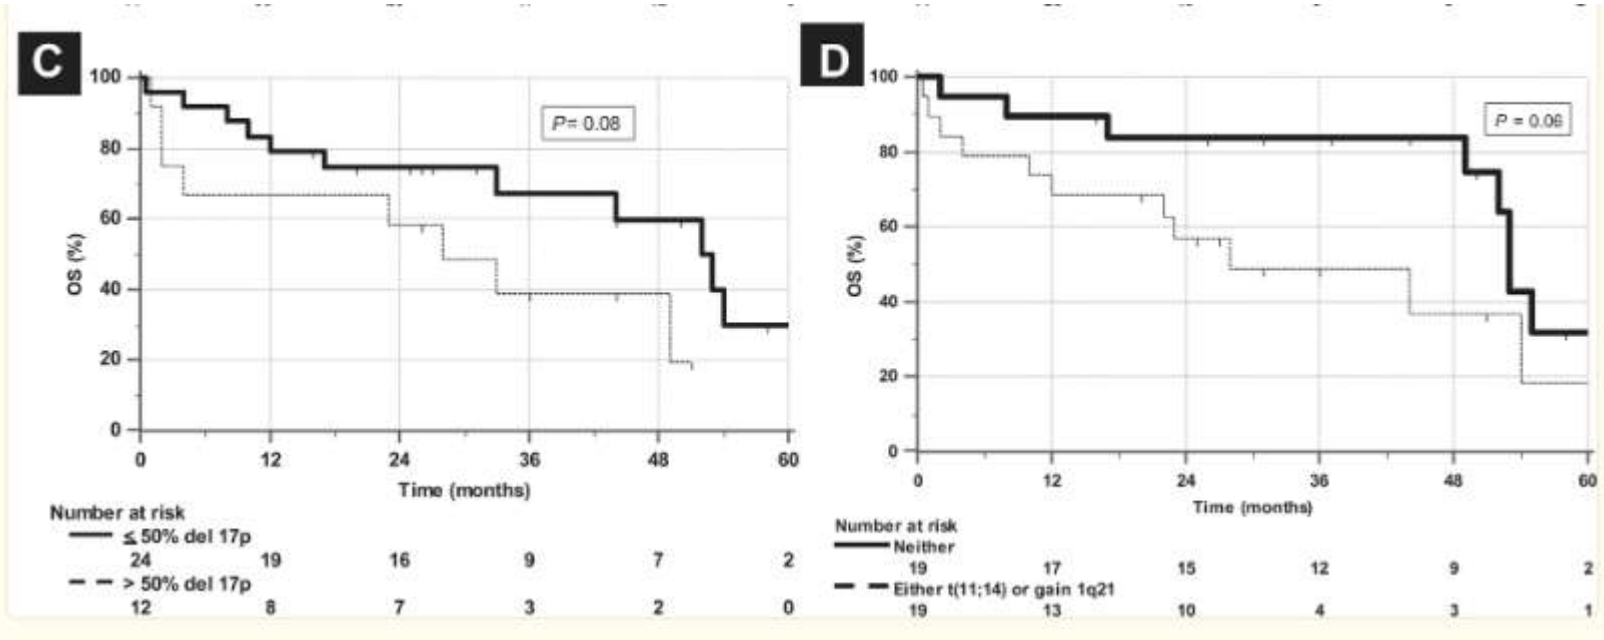 C
P= 0.08
100
80
60
40
20
0
OS (%)
0 12 24 36 48 60
Time (months)
Number at risk
≤ 50% del 17p
24 19 16 9 7 2
> 50% del 17p
12 8 7 3 2 0
D
P = 0.06
100
80
60
40
20
0
OS (%)
0 12 24 36 48 60
Time (months)
Number at risk
Neither
19 17 15 12 9 2
Either t(11;14) or gain 1q21
19 13 10 4 3 1